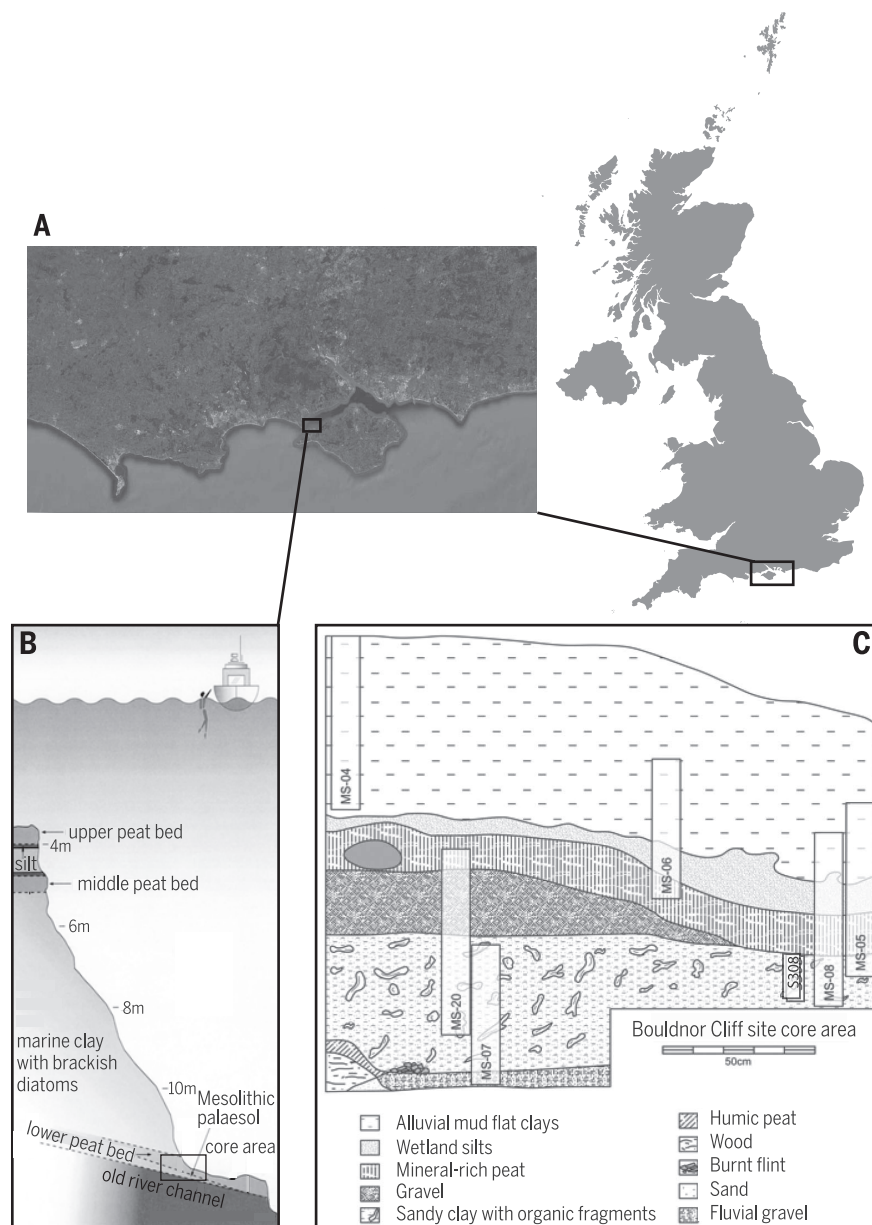 A
B
upper peat bed
4m
silt
middle peat bed
6m
8m
marine clay
with brackish
diatoms
10m
Mesolithic
palaesol
core area
lower peat bed
old river channel
C
MS-04
MS-06
MS-20
MS-07
S308
MS-08
MS-05
Bouldnor Cliff site core area
50cm
Alluvial mud flat clays
Wetland silts
Mineral-rich peat
Gravel
Sandy clay with organic fragments
Humic peat
Wood
Burnt flint
Sand
Fluvial gravel